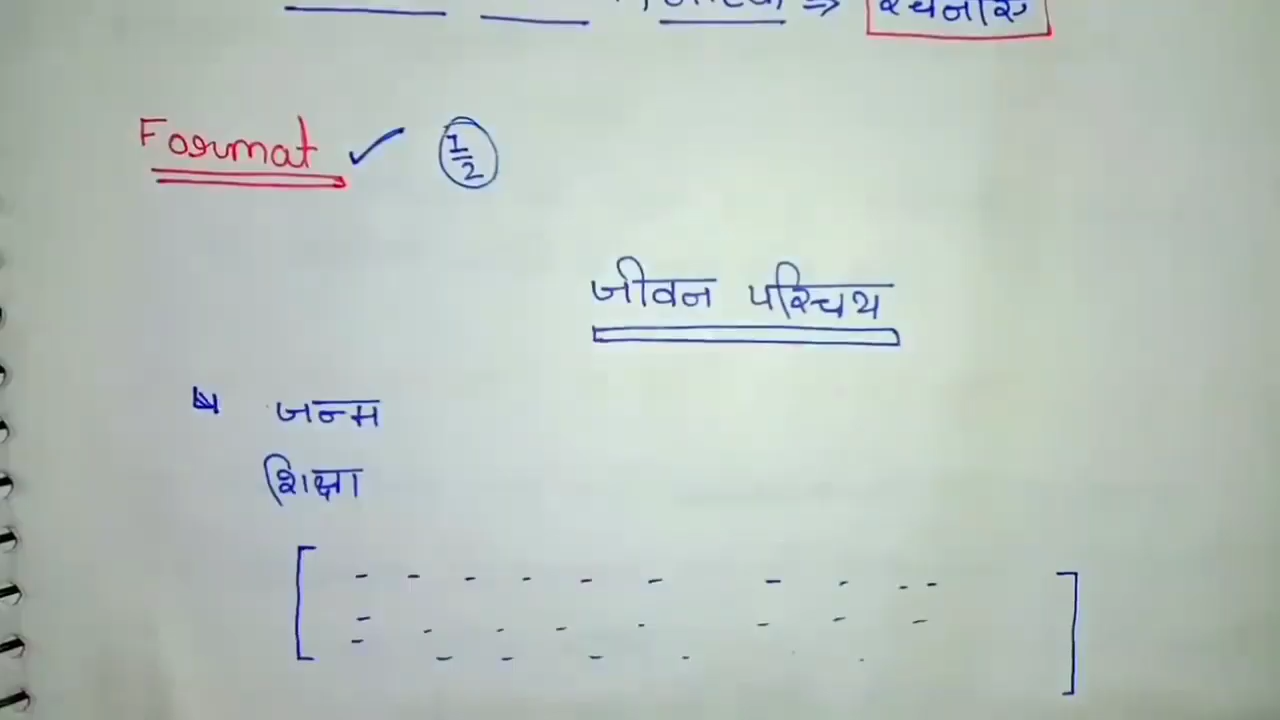 रचनाएँ
Format ✓ 1/2
जीवन परिचय
जन्म
शिक्षा